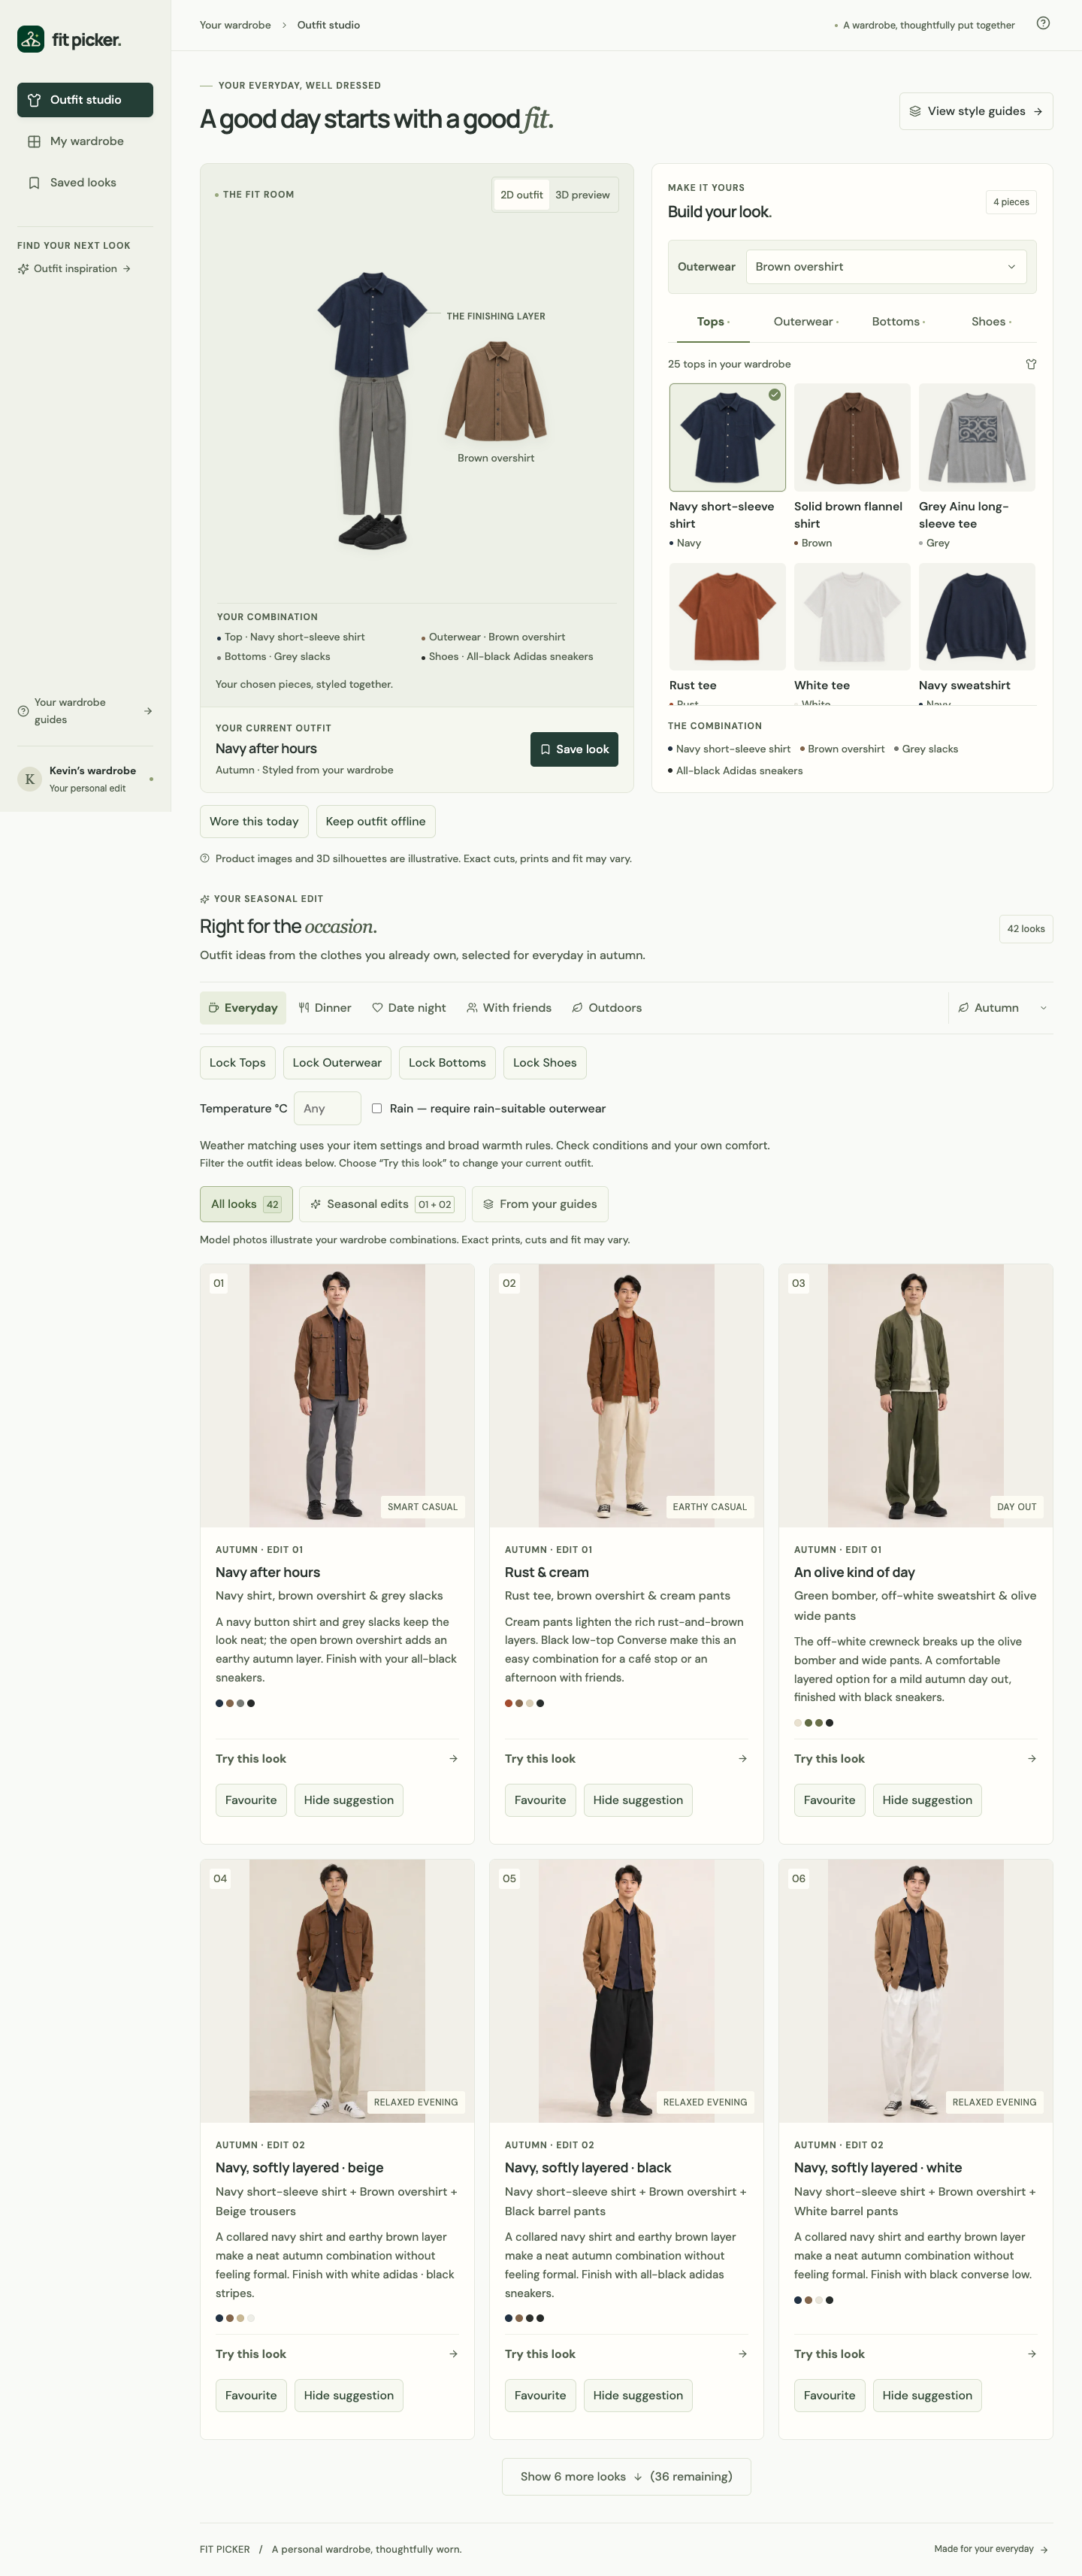 fit picker.
Outfit studio
My wardrobe
Saved looks
FIND YOUR NEXT LOOK
Outfit inspiration →
Your wardrobe
guides →
K
Kevin's wardrobe
Your personal edit
Your wardrobe > Outfit studio
A wardrobe, thoughtfully put together
YOUR EVERYDAY, WELL DRESSED
A good day starts with a good fit.
View style guides →
THE FIT ROOM
2D outfit 3D preview
THE FINISHING LAYER
Brown overshirt
YOUR COMBINATION
Top · Navy short-sleeve shirt
Outerwear · Brown overshirt
Bottoms · Grey slacks
Shoes · All-black Adidas sneakers
Your chosen pieces, styled together.
YOUR CURRENT OUTFIT
Navy after hours
Autumn · Styled from your wardrobe
Save look
MAKE IT YOURS
Build your look.
4 pieces
Outerwear Brown overshirt
Tops · Outerwear · Bottoms · Shoes ·
25 tops in your wardrobe
Navy short-sleeve
shirt
Navy
Solid brown flannel
shirt
Brown
Grey Ainu long-
sleeve tee
Grey
Rust tee
Rust
White tee
White
Navy sweatshirt
Navy
THE COMBINATION
Navy short-sleeve shirt Brown overshirt Grey slacks
All-black Adidas sneakers
Wore this today Keep outfit offline
Product images and 3D silhouettes are illustrative. Exact cuts, prints and fit may vary.
YOUR SEASONAL EDIT
Right for the occasion.
42 looks
Outfit ideas from the clothes you already own, selected for everyday in autumn.
Everyday Dinner Date night With friends Outdoors Autumn
Lock Tops Lock Outerwear Lock Bottoms Lock Shoes
Temperature °C Any Rain — require rain-suitable outerwear
Weather matching uses your item settings and broad warmth rules. Check conditions and your own comfort.
Filter the outfit ideas below. Choose “Try this look” to change your current outfit.
All looks 42 Seasonal edits 01 + 02 From your guides
Model photos illustrate your wardrobe combinations. Exact prints, cuts and fit may vary.
01
SMART CASUAL
AUTUMN · EDIT 01
Navy after hours
Navy shirt, brown overshirt & grey slacks
A navy button shirt and grey slacks keep the
look neat; the open brown overshirt adds an
earthy autumn layer. Finish with your all-black
sneakers.
Try this look →
Favourite Hide suggestion
02
EARTHY CASUAL
AUTUMN · EDIT 01
Rust & cream
Rust tee, brown overshirt & cream pants
Cream pants lighten the rich rust-and-brown
layers. Black low-top Converse make this an
easy combination for a café stop or an
afternoon with friends.
Try this look →
Favourite Hide suggestion
03
DAY OUT
AUTUMN · EDIT 01
An olive kind of day
Green bomber, off-white sweatshirt & olive
wide pants
The off-white crewneck breaks up the olive
bomber and wide pants. A comfortable
layered option for a mild autumn day out,
finished with black sneakers.
Try this look →
Favourite Hide suggestion
04
RELAXED EVENING
AUTUMN · EDIT 02
Navy, softly layered · beige
Navy short-sleeve shirt + Brown overshirt +
Beige trousers
A collared navy shirt and earthy brown layer
make a neat autumn combination without
feeling formal. Finish with white adidas · black
stripes.
Try this look →
Favourite Hide suggestion
05
RELAXED EVENING
AUTUMN · EDIT 02
Navy, softly layered · black
Navy short-sleeve shirt + Brown overshirt +
Black barrel pants
A collared navy shirt and earthy brown layer
make a neat autumn combination without
feeling formal. Finish with all-black adidas
sneakers.
Try this look →
Favourite Hide suggestion
06
RELAXED EVENING
AUTUMN · EDIT 02
Navy, softly layered · white
Navy short-sleeve shirt + Brown overshirt +
White barrel pants
A collared navy shirt and earthy brown layer
make a neat autumn combination without
feeling formal. Finish with black converse low.
Try this look →
Favourite Hide suggestion
Show 6 more looks ↓ (36 remaining)
FIT PICKER / A personal wardrobe, thoughtfully worn.
Made for your everyday →